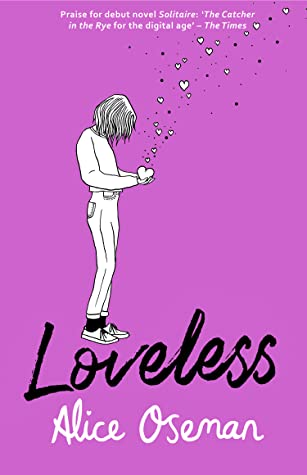 Praise for debut novel Solitaire: ‘The Catcher
in the Rye for the digital age’ – The Times
Loveless
Alice Oseman